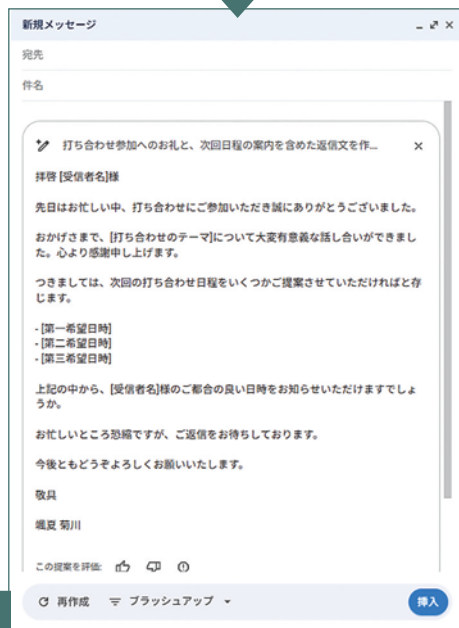 新規メッセージ
宛先
件名
打ち合わせ参加へのお礼と、次回日程の案内を含めた返信文を作...
拝啓 [受信者名]様
先日はお忙しい中、打ち合わせにご参加いただき誠にありがとうございました。
おかげさまで、[打ち合わせのテーマ]について大変有意義な話し合いができまし
た。心より感謝申し上げます。
つきましては、次回の打ち合わせ日程をいくつかご提案させていただければと存
じます。
- [第一希望日時]
- [第二希望日時]
- [第三希望日時]
上記の中から、[受信者名]様のご都合の良い日時をお知らせいただけますでしょ
うか。
お忙しいところ恐縮ですが、ご返信をお待ちしております。
今後ともどうぞよろしくお願いいたします。
敬具
颯夏 菊川
この提案を評価:
再作成 ブラッシュアップ 挿入